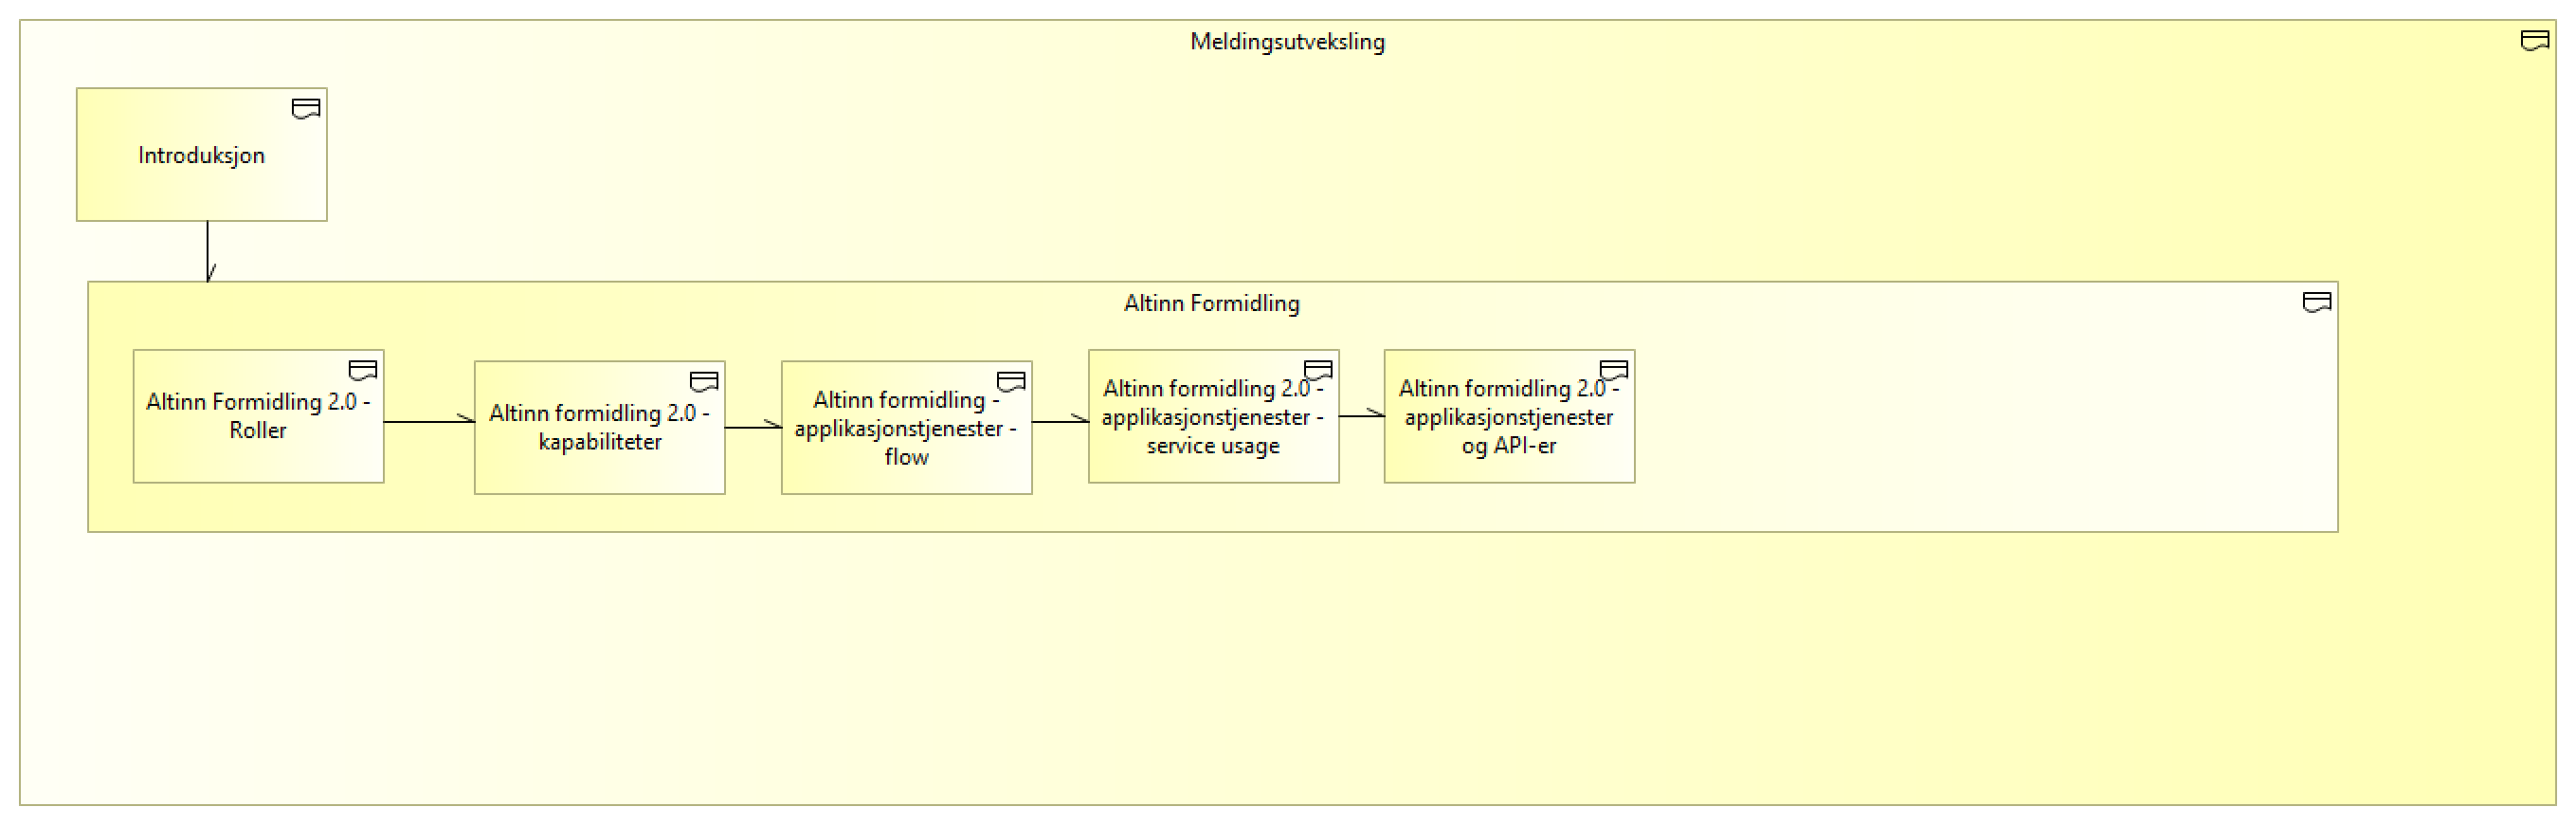 Meldingsutveksling
Introduksjon
Altinn Formidling
Altinn Formidling 2.0 -
Roller
Altinn formidling 2.0 -
kapabiliteter
Altinn formidling -
applikasjonstjenester -
flow
Altinn formidling 2.0 -
applikasjonstjenester -
service usage
Altinn formidling 2.0 -
applikasjonstjenester
og API-er